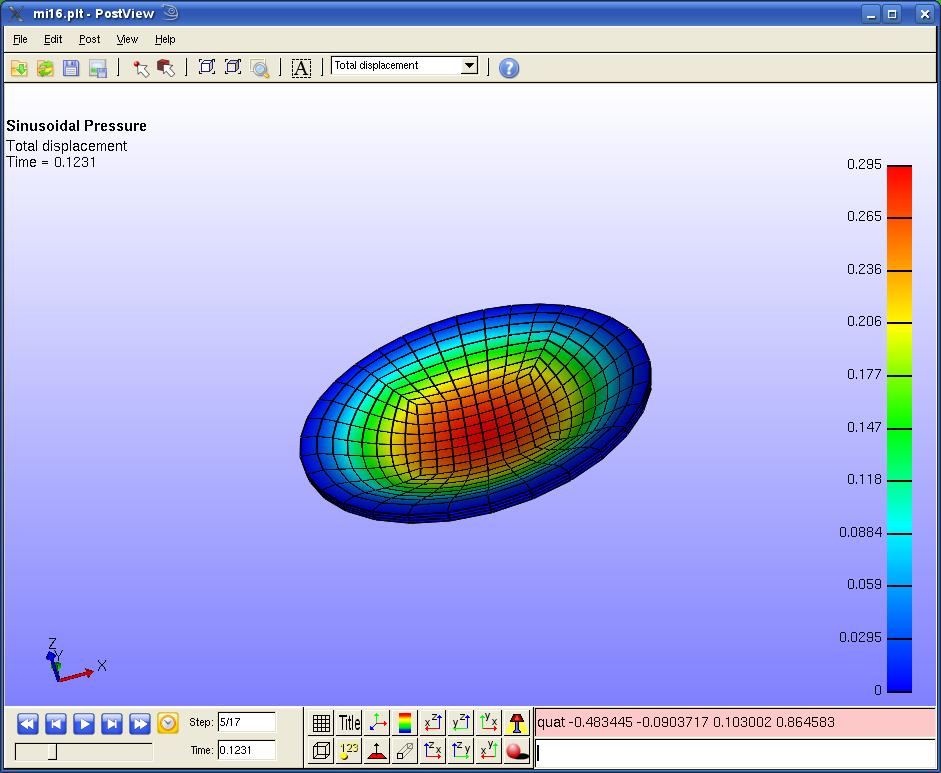 mi16.plt - PostView
File Edit Post View Help
A Total displacement ?
Sinusoidal Pressure
Total displacement
Time = 0.1231
0.295
0.265
0.236
0.206
0.177
0.147
0.118
0.0884
0.059
0.0295
0
Z
Y
X
Step: 5/17
Time: 0.1231
Title
123
quat -0.483445 -0.0903717 0.103002 0.864583